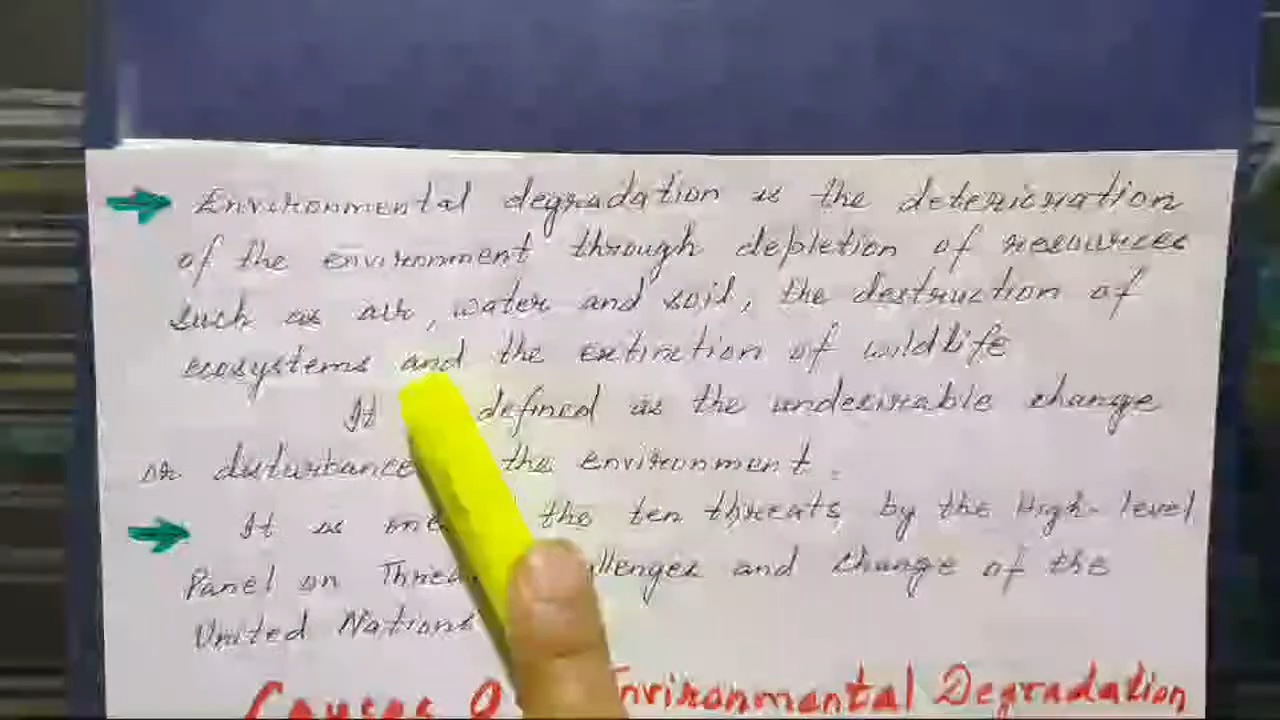 Environmental degradation is the deterioration
of the environment through depletion of resources
such as air, water and soil, the destruction of
ecosystems and the extinction of wildlife
It defined as the undesirable change
or disturbance the environment.
It is one the ten threats by the High-level
Panel on Threa llenges and change of the
United Nations
Causes O nvironmental Degradation